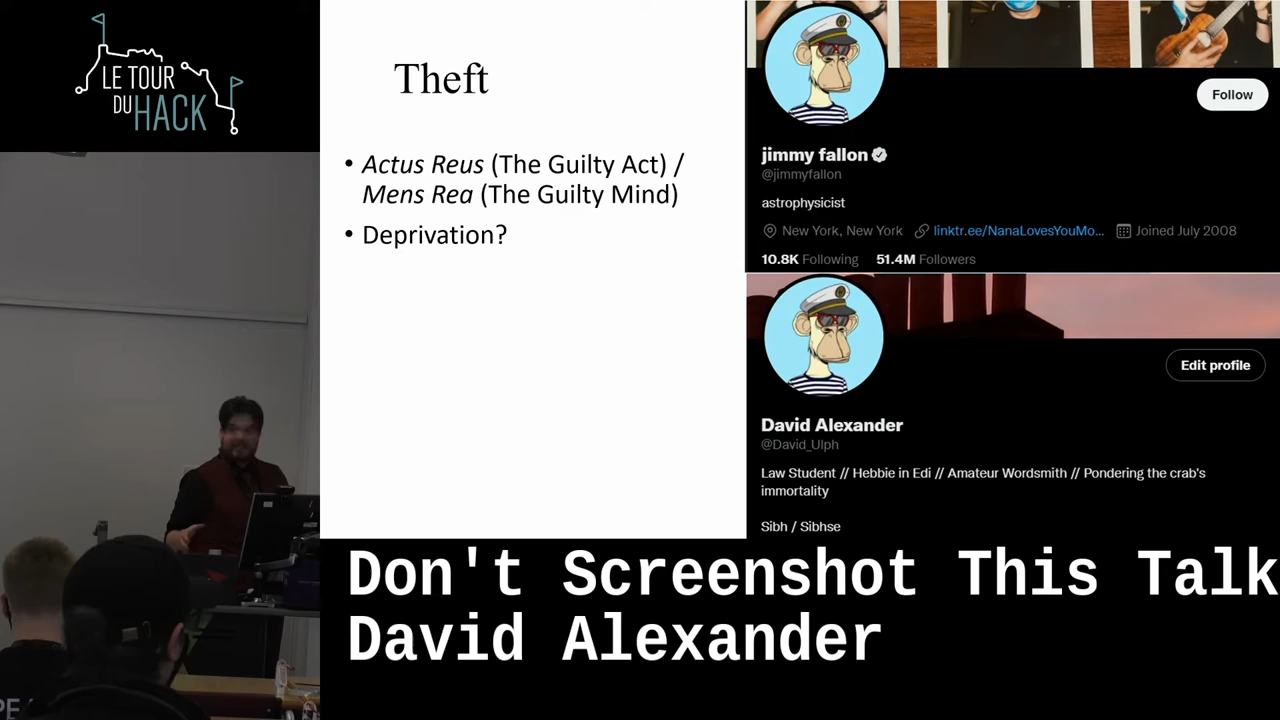 LE TOUR
DU HACK
Theft
• Actus Reus (The Guilty Act) /
Mens Rea (The Guilty Mind)
• Deprivation?
Follow
jimmy fallon
@jimmyfallon
astrophysicist
New York, New York linktr.ee/NanaLovesYouMo... Joined July 2008
10.8K Following 51.4M Followers
Edit profile
David Alexander
@David_Ulph
Law Student // Hebbie in Edi // Amateur Wordsmith // Pondering the crab's
immortality
Sibh / Sibhse
Don't Screenshot This Talk
David Alexander